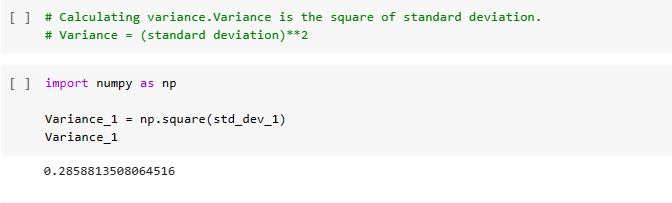 [ ] # Calculating variance.Variance is the square of standard deviation.
# Variance = (standard deviation)**2
[ ] import numpy as np
Variance_1 = np.square(std_dev_1)
Variance_1
0.2858813508064516